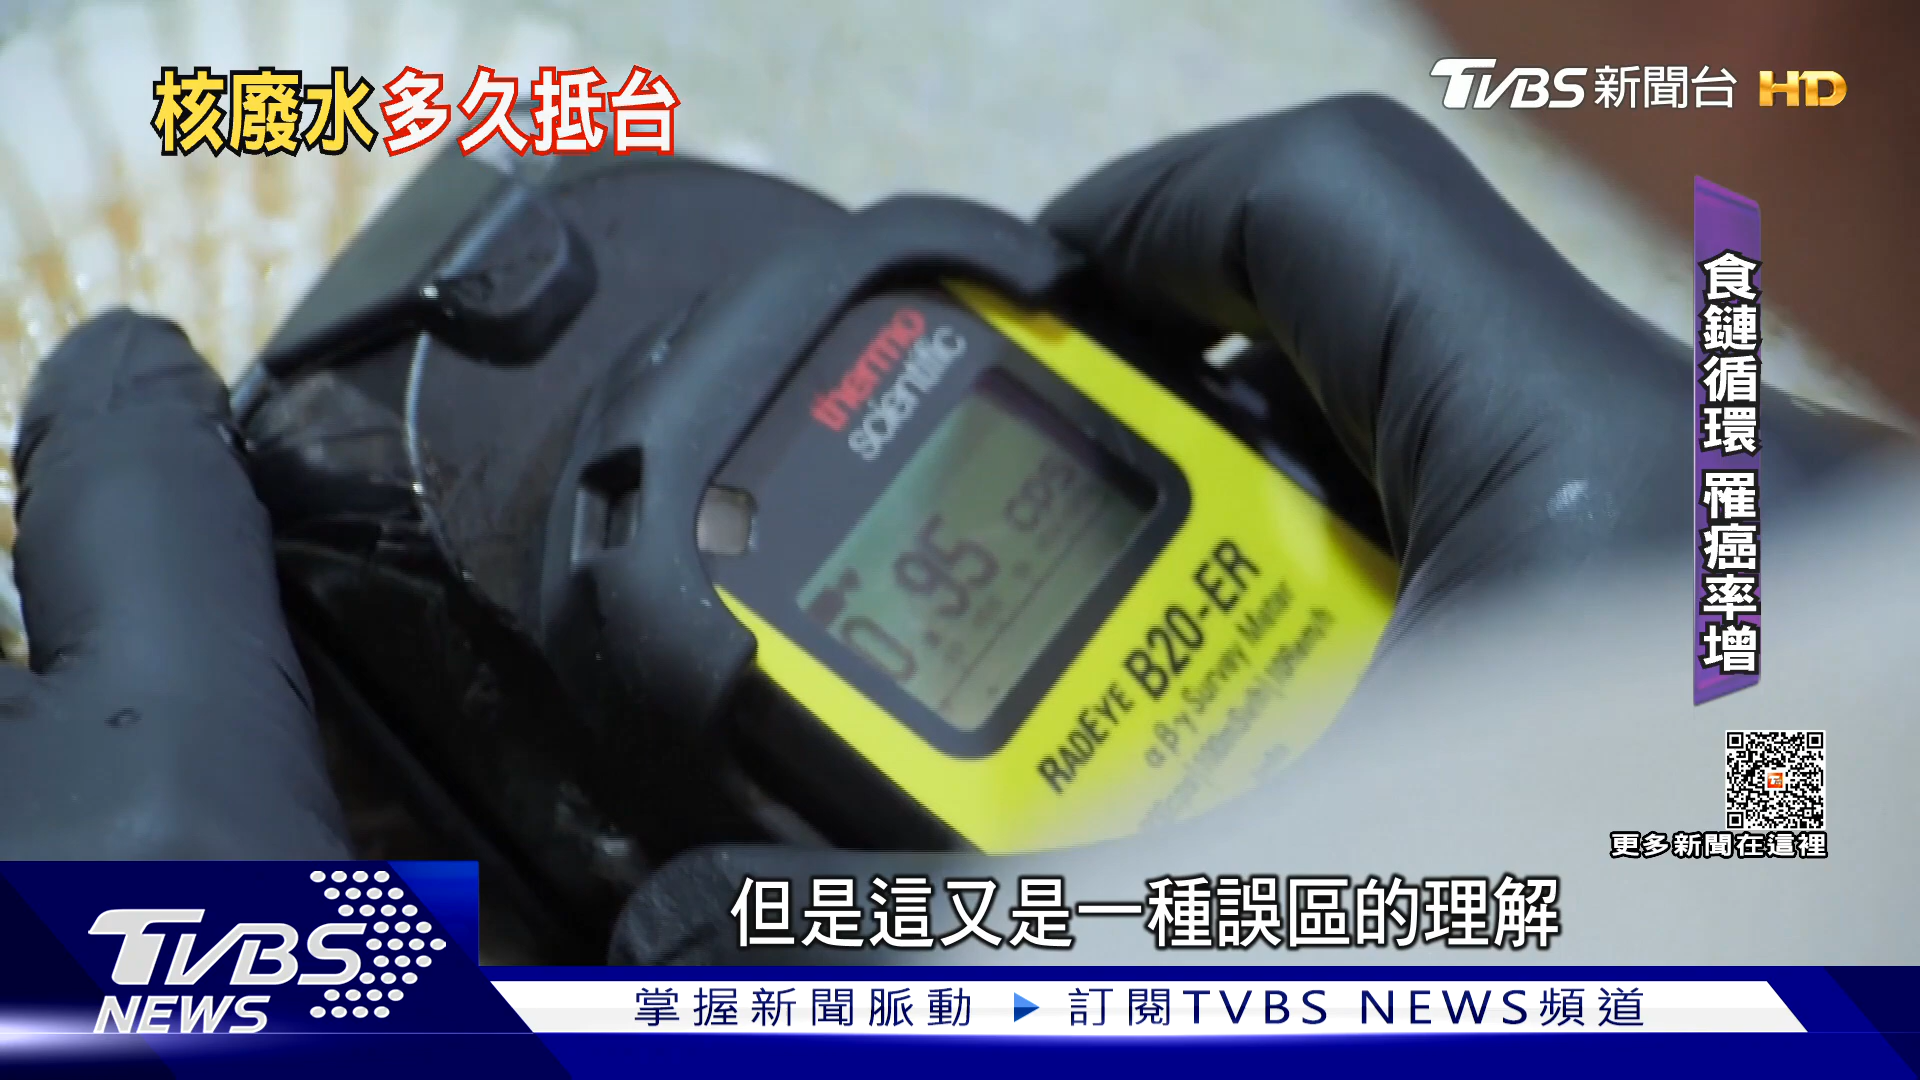 核廢水多久抵台
TVBS新聞台 HD
食鏈循環 罹癌率增
thermo
scientific
0.95 cps
RADEYE B20-ER
α β γ Survey Meter
更多新聞在這裡
但是這又是一種誤區的理解
TVBS
NEWS
掌握新聞脈動 ▶ 訂閱TVBS NEWS頻道